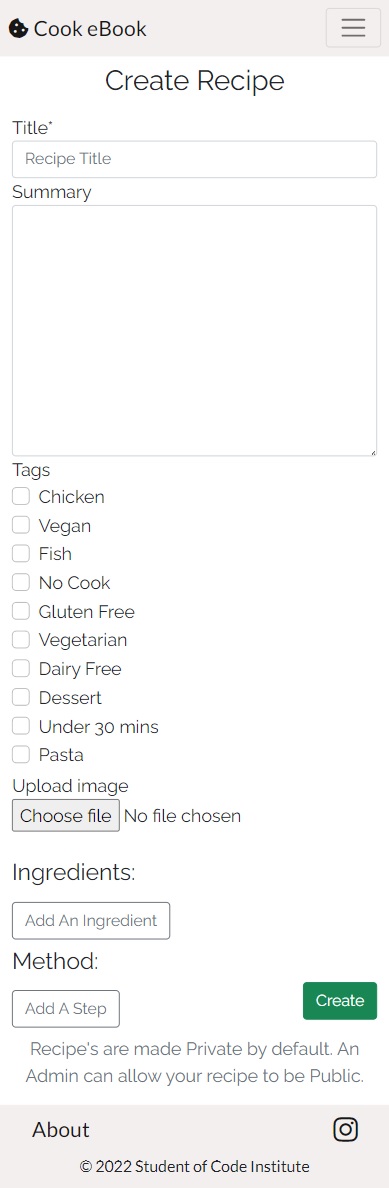 Cook eBook
Create Recipe
Title*
Recipe Title
Summary
Tags
Chicken
Vegan
Fish
No Cook
Gluten Free
Vegetarian
Dairy Free
Dessert
Under 30 mins
Pasta
Upload image
Choose file No file chosen
Ingredients:
Add An Ingredient
Method:
Add A Step
Create
Recipe's are made Private by default. An
Admin can allow your recipe to be Public.
About
© 2022 Student of Code Institute